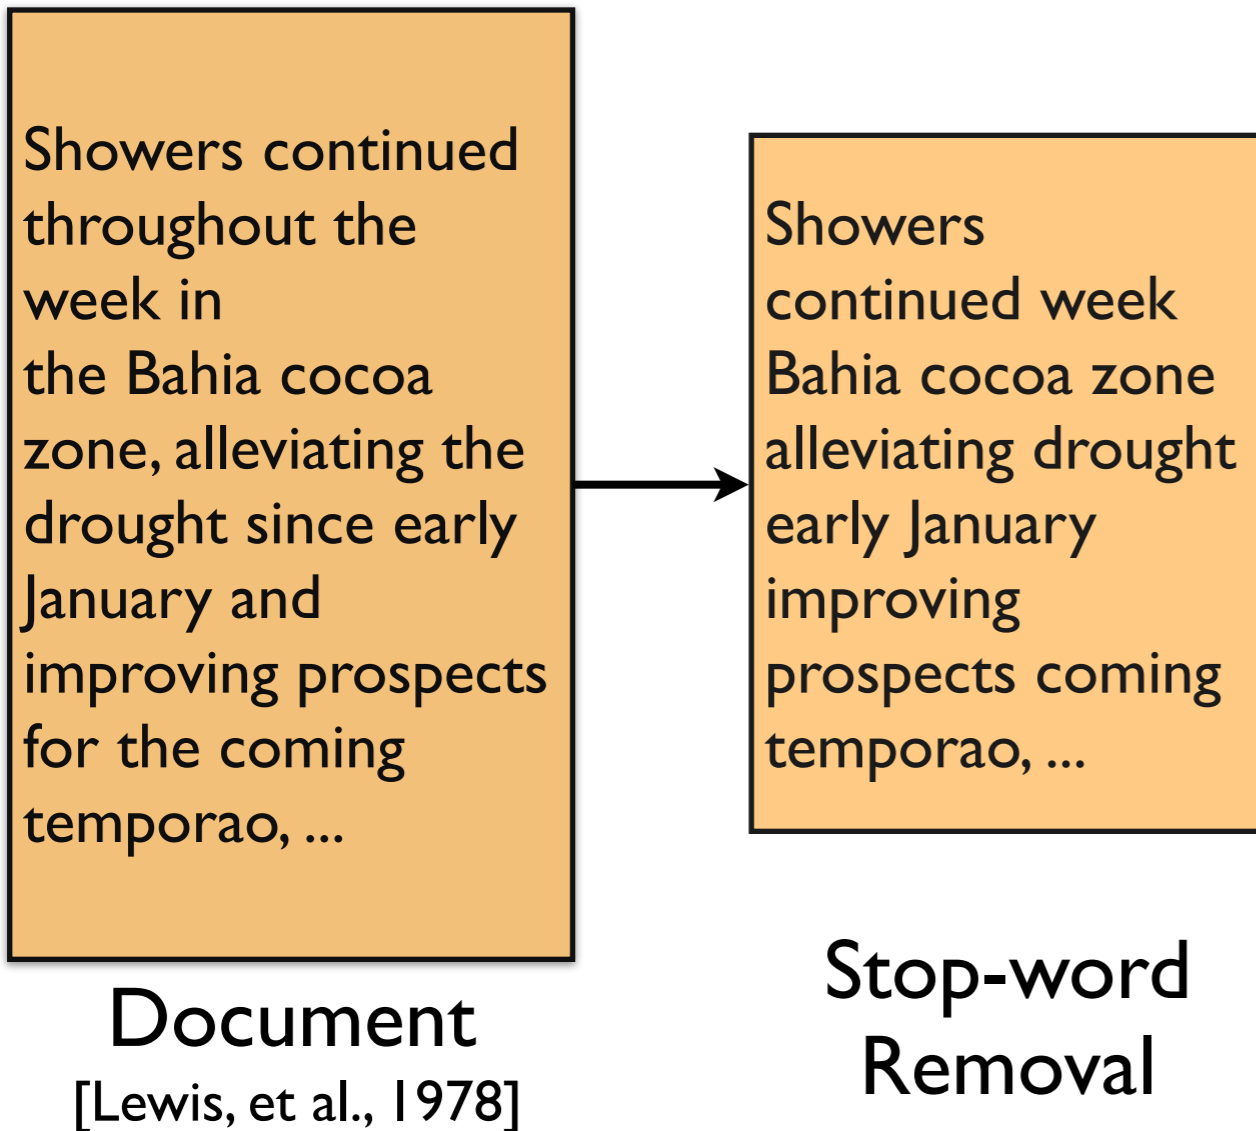 Showers continued
throughout the
week in
the Bahia cocoa
zone, alleviating the
drought since early
January and
improving prospects
for the coming
temporao, ...
Document
[Lewis, et al., 1978]
Showers
continued week
Bahia cocoa zone
alleviating drought
early January
improving
prospects coming
temporao, ...
Stop-word
Removal